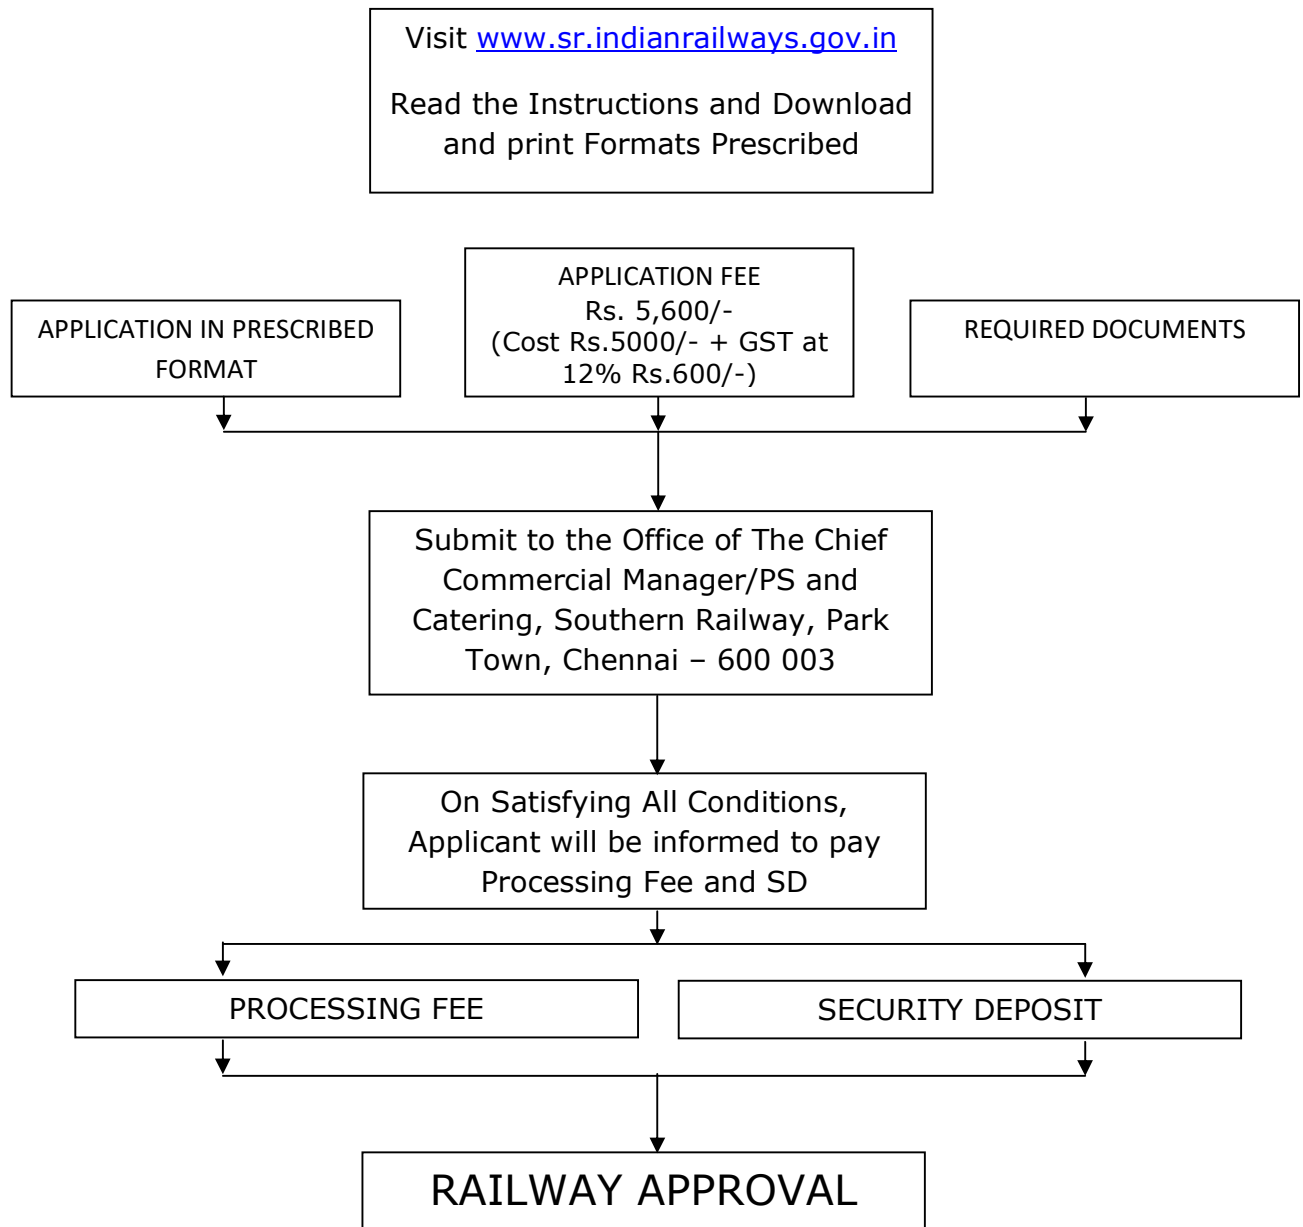 Visit www.sr.indianrailways.gov.in
Read the Instructions and Download
and print Formats Prescribed
APPLICATION IN PRESCRIBED
FORMAT
APPLICATION FEE
Rs. 5,600/-
(Cost Rs.5000/- + GST at
12% Rs.600/-)
REQUIRED DOCUMENTS
Submit to the Office of The Chief
Commercial Manager/PS and
Catering, Southern Railway, Park
Town, Chennai – 600 003
On Satisfying All Conditions,
Applicant will be informed to pay
Processing Fee and SD
PROCESSING FEE
SECURITY DEPOSIT
RAILWAY APPROVAL